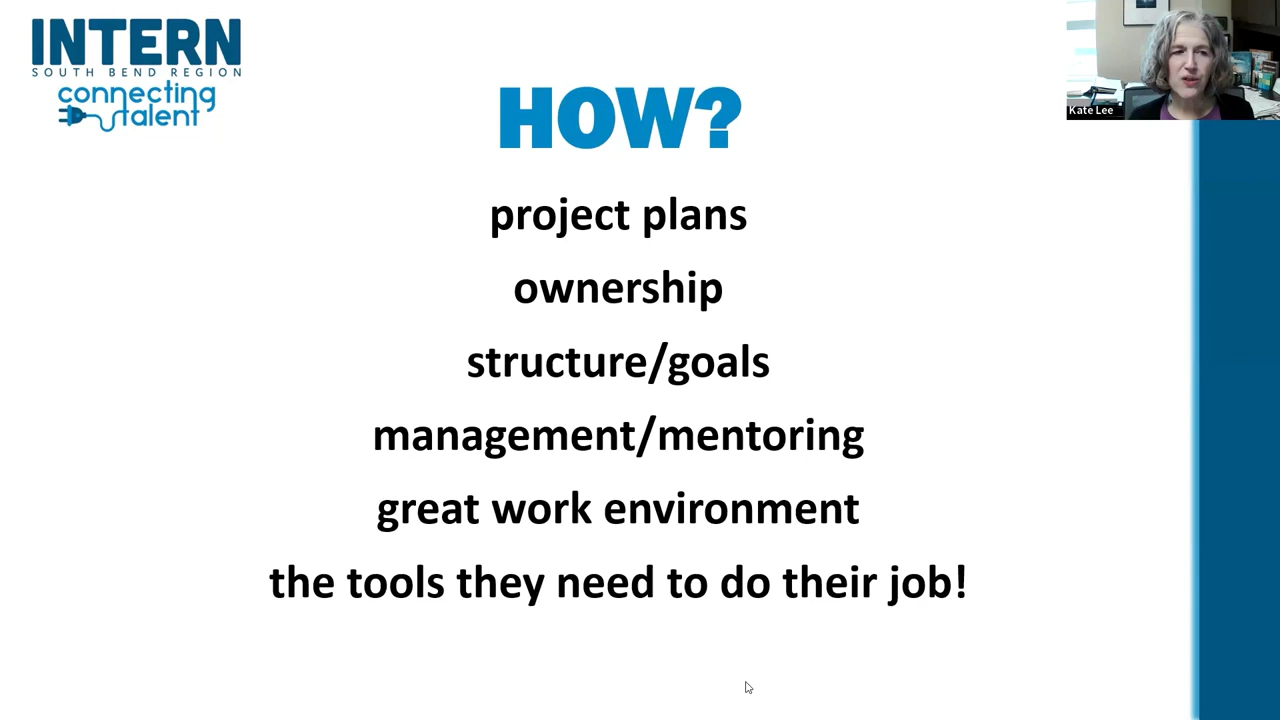 INTERN
SOUTH BEND REGION
connecting
talent
Kate Lee
HOW?
project plans
ownership
structure/goals
management/mentoring
great work environment
the tools they need to do their job!